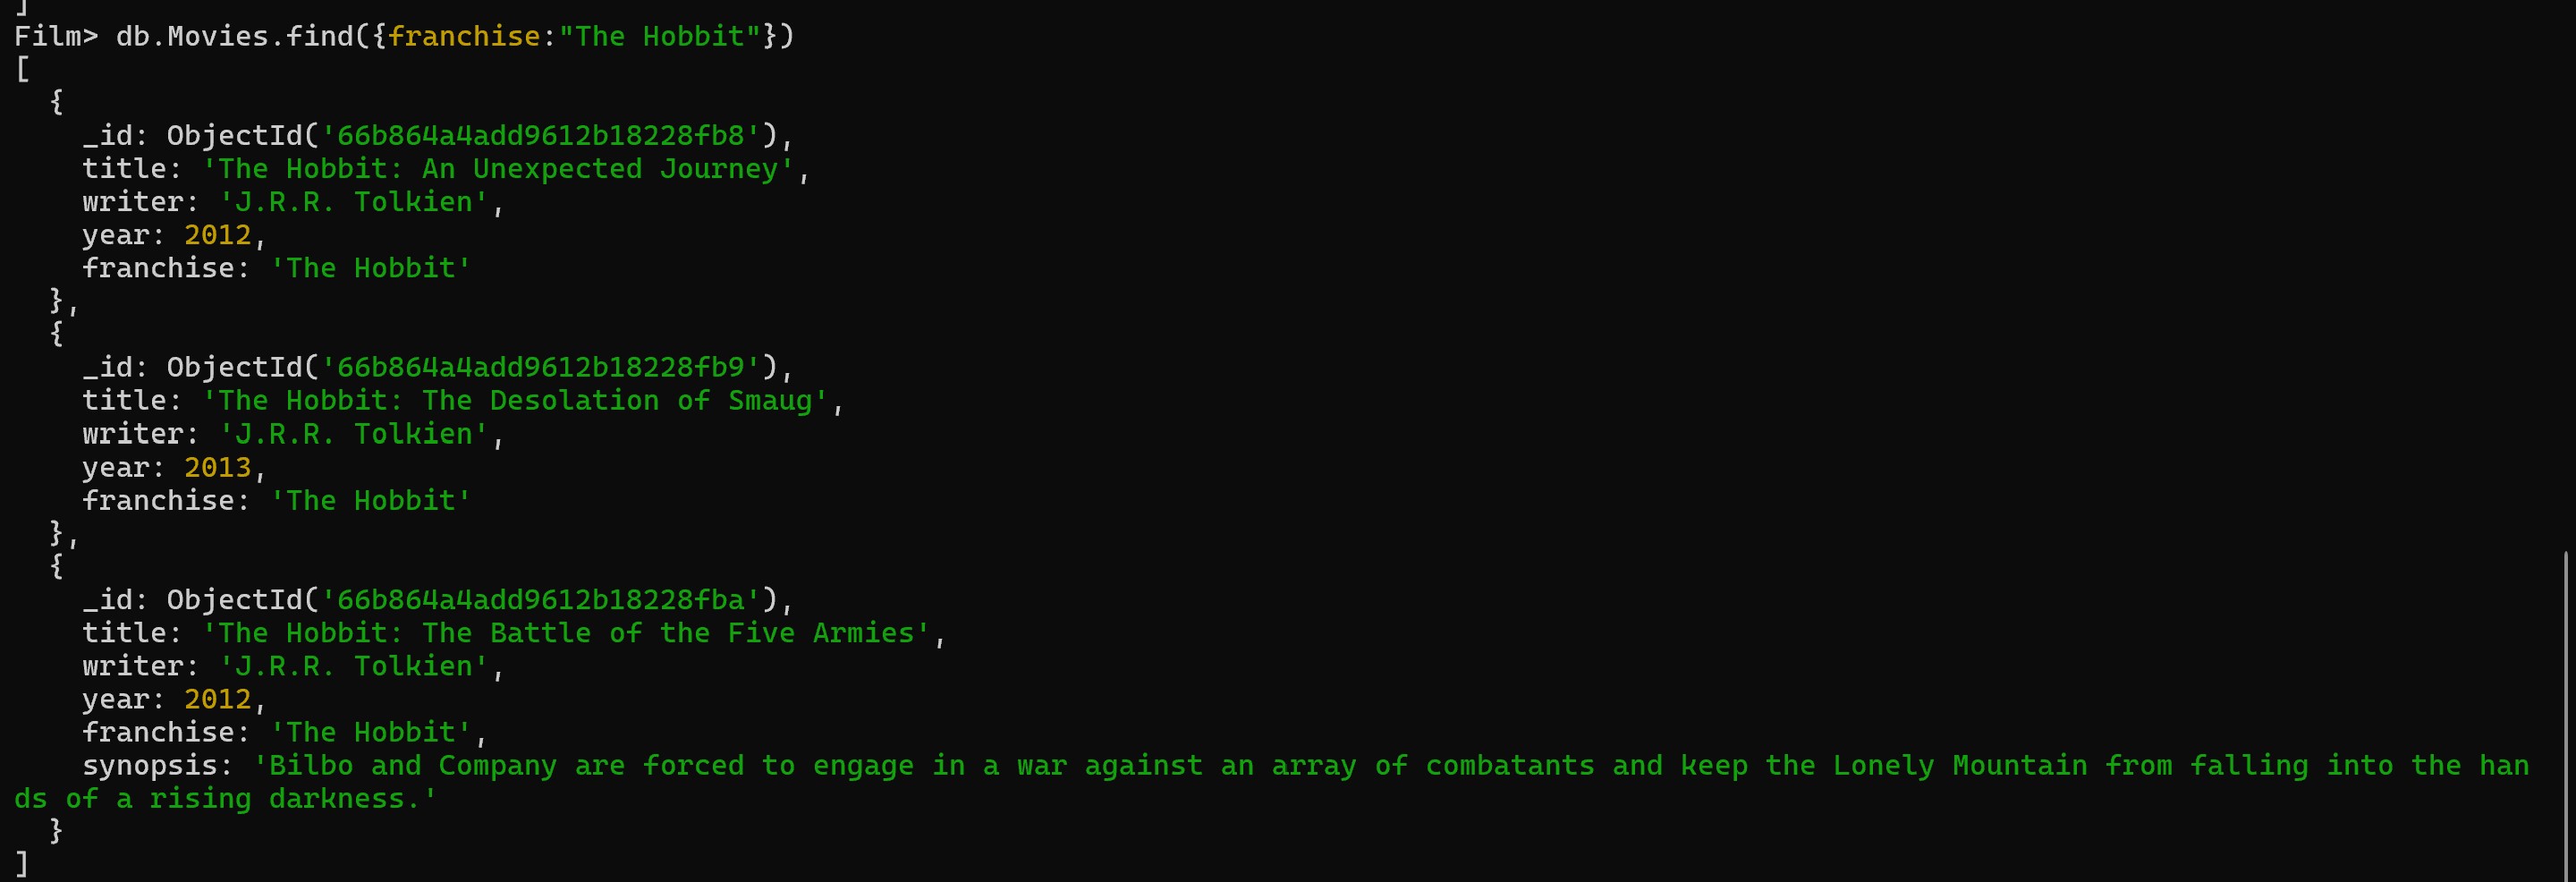 ]
Film> db.Movies.find({franchise:"The Hobbit"})
[
  {
    _id: ObjectId('66b864a4add9612b18228fb8'),
    title: 'The Hobbit: An Unexpected Journey',
    writer: 'J.R.R. Tolkien',
    year: 2012,
    franchise: 'The Hobbit'
  },
  {
    _id: ObjectId('66b864a4add9612b18228fb9'),
    title: 'The Hobbit: The Desolation of Smaug',
    writer: 'J.R.R. Tolkien',
    year: 2013,
    franchise: 'The Hobbit'
  },
  {
    _id: ObjectId('66b864a4add9612b18228fba'),
    title: 'The Hobbit: The Battle of the Five Armies',
    writer: 'J.R.R. Tolkien',
    year: 2012,
    franchise: 'The Hobbit',
    synopsis: 'Bilbo and Company are forced to engage in a war against an array of combatants and keep the Lonely Mountain from falling into the han
ds of a rising darkness.'
  }
]